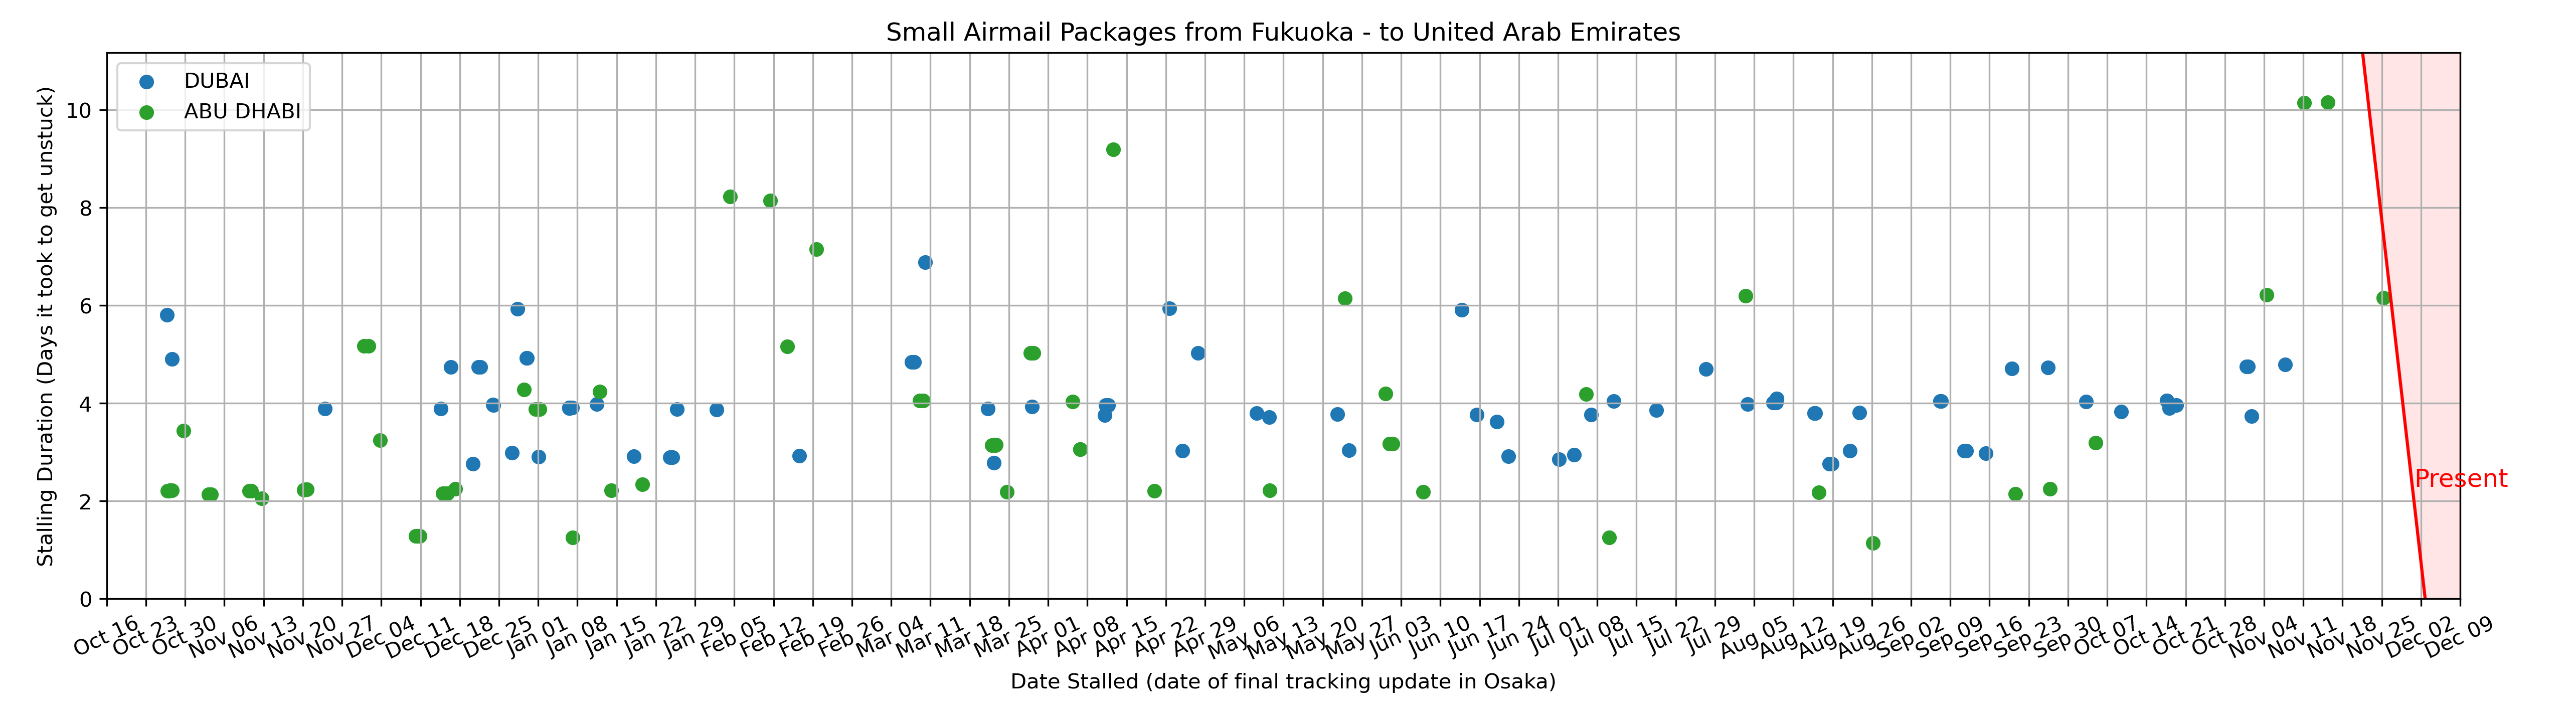 Small Airmail Packages from Fukuoka - to United Arab Emirates
DUBAI
ABU DHABI
10
8
6
4
2
0
Stalling Duration (Days it took to get unstuck)
Present
Oct 16
Oct 23
Oct 30
Nov 06
Nov 13
Nov 20
Nov 27
Dec 04
Dec 11
Dec 18
Dec 25
Jan 01
Jan 08
Jan 15
Jan 22
Jan 29
Feb 05
Feb 12
Feb 19
Feb 26
Mar 04
Mar 11
Mar 18
Mar 25
Apr 01
Apr 08
Apr 15
Apr 22
Apr 29
May 06
May 13
May 20
May 27
Jun 03
Jun 10
Jun 17
Jun 24
Jul 01
Jul 08
Jul 15
Jul 22
Jul 29
Aug 05
Aug 12
Aug 19
Aug 26
Sep 02
Sep 09
Sep 16
Sep 23
Sep 30
Oct 07
Oct 14
Oct 21
Oct 28
Nov 04
Nov 11
Nov 18
Nov 25
Dec 02
Dec 09
Date Stalled (date of final tracking update in Osaka)